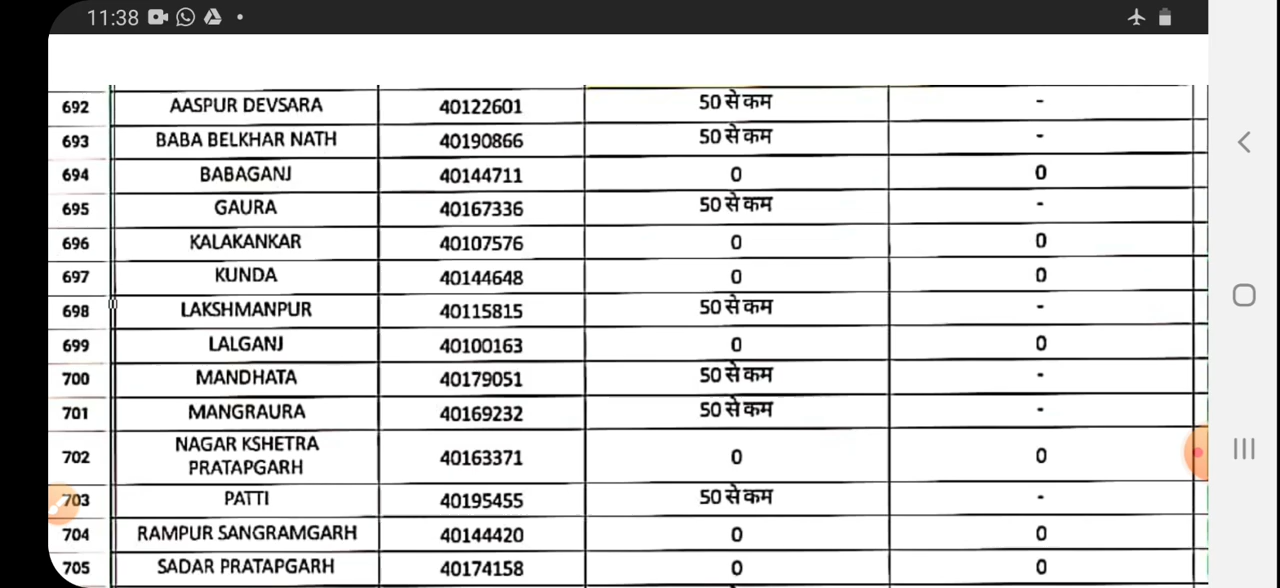 11:38
692 AASPUR DEVSARA 40122601 50 से कम -
693 BABA BELKHAR NATH 40190866 50 से कम -
694 BABAGANJ 40144711 0 0
695 GAURA 40167336 50 से कम -
696 KALAKANKAR 40107576 0 0
697 KUNDA 40144648 0 0
698 LAKSHMANPUR 40115815 50 से कम -
699 LALGANJ 40100163 0 0
700 MANDHATA 40179051 50 से कम -
701 MANGRAURA 40169232 50 से कम -
702 NAGAR KSHETRA
PRATAPGARH 40163371 0 0
703 PATTI 40195455 50 से कम -
704 RAMPUR SANGRAMGARH 40144420 0 0
705 SADAR PRATAPGARH 40174158 0 0